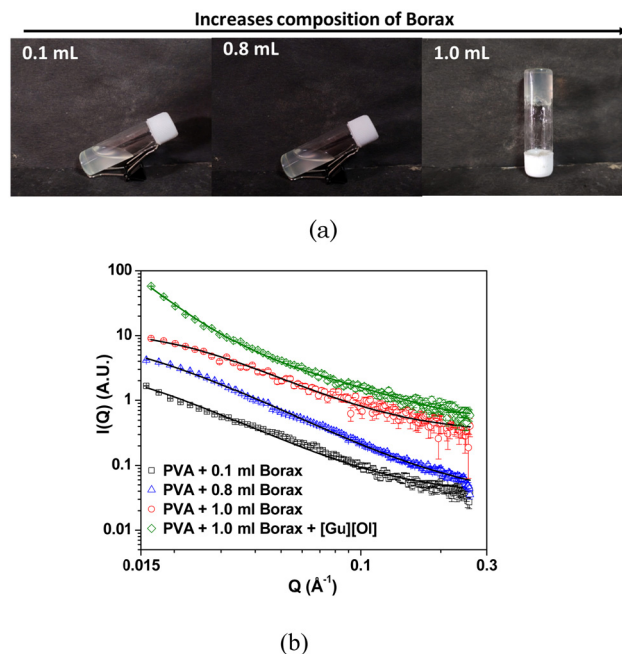 Increases composition of Borax
0.1 mL
0.8 mL
1.0 mL
(a)
100
10
1
0.1
0.01
I(Q) (A.U.)
PVA + 0.1 ml Borax
PVA + 0.8 ml Borax
PVA + 1.0 ml Borax
PVA + 1.0 ml Borax + [Gu][Ol]
0.015
0.1
0.3
Q (Å⁻¹)
(b)